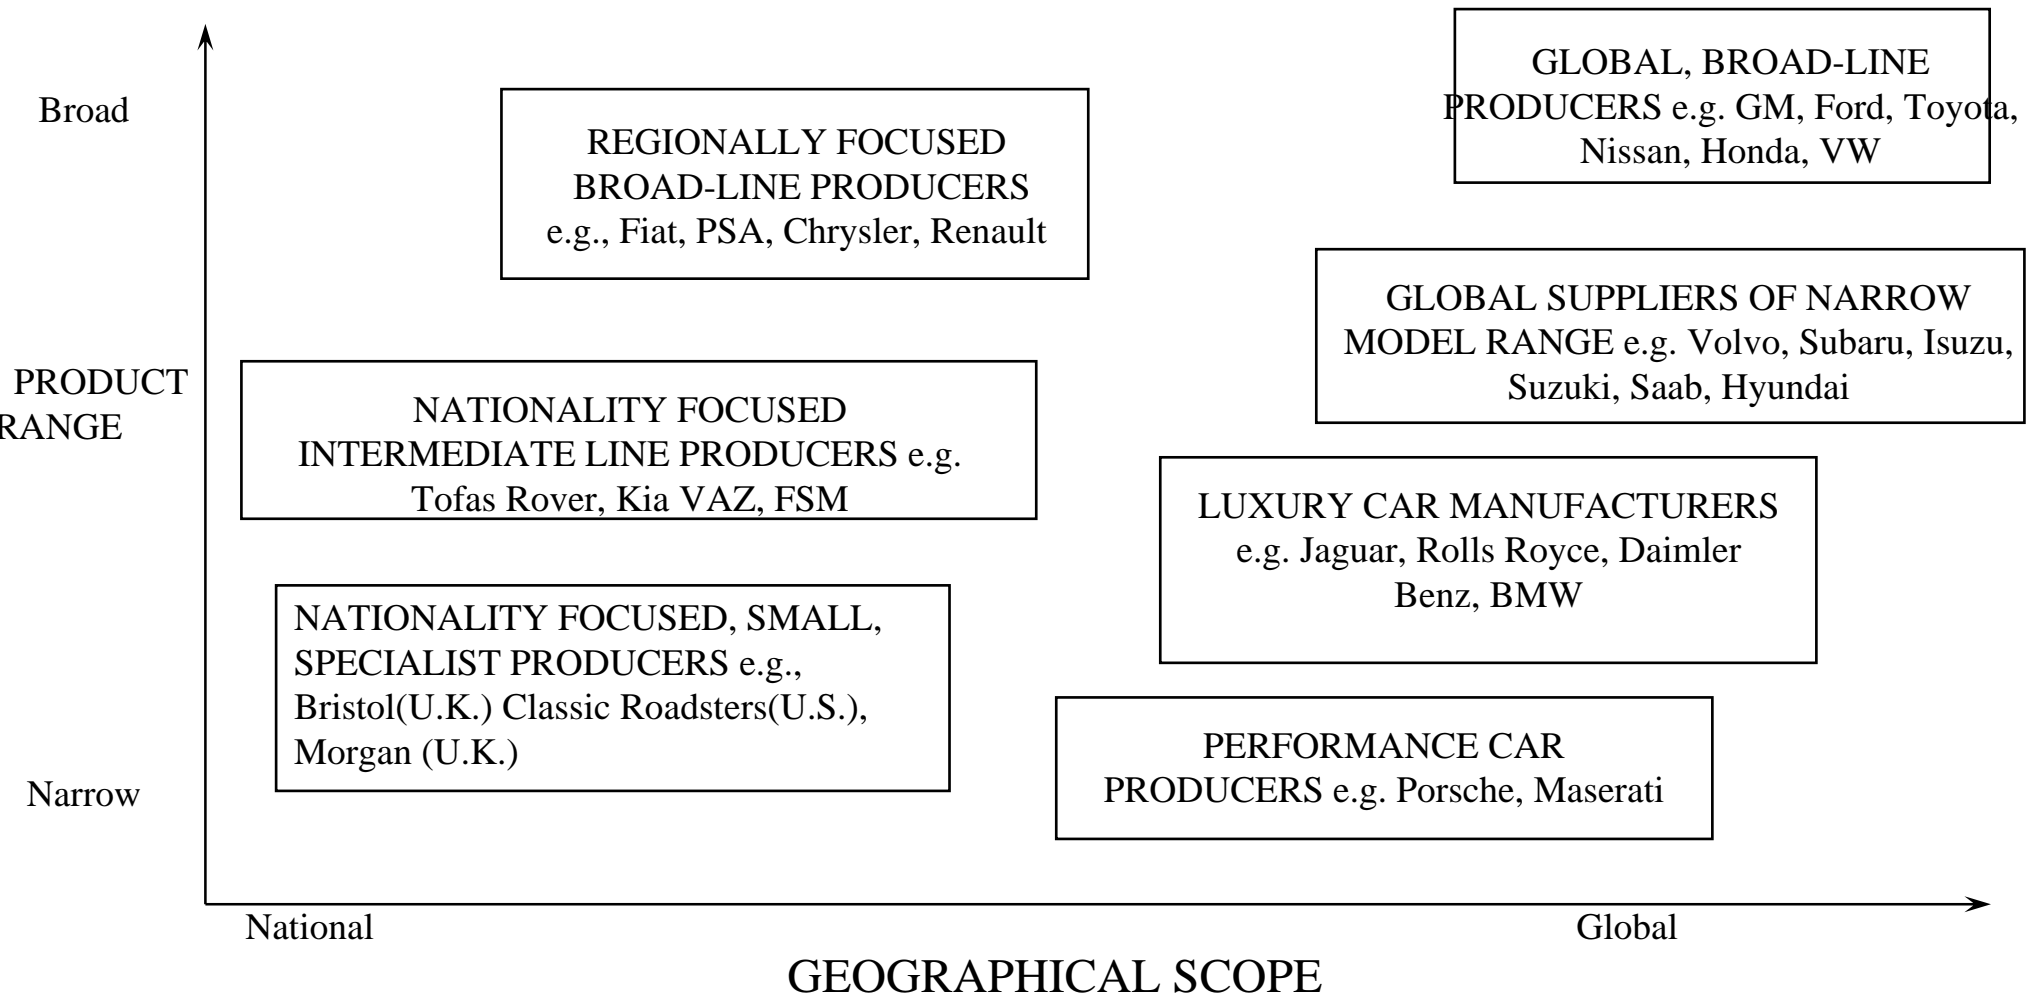 Broad
GLOBAL, BROAD-LINE
PRODUCERS e.g. GM, Ford, Toyota,
Nissan, Honda, VW
REGIONALLY FOCUSED
BROAD-LINE PRODUCERS
e.g., Fiat, PSA, Chrysler, Renault
GLOBAL SUPPLIERS OF NARROW
MODEL RANGE e.g. Volvo, Subaru, Isuzu,
Suzuki, Saab, Hyundai
PRODUCT
RANGE
NATIONALITY FOCUSED
INTERMEDIATE LINE PRODUCERS e.g.
Tofas Rover, Kia VAZ, FSM
LUXURY CAR MANUFACTURERS
e.g. Jaguar, Rolls Royce, Daimler
Benz, BMW
NATIONALITY FOCUSED, SMALL,
SPECIALIST PRODUCERS e.g.,
Bristol(U.K.) Classic Roadsters(U.S.),
Morgan (U.K.)
PERFORMANCE CAR
PRODUCERS e.g. Porsche, Maserati
Narrow
National
Global
GEOGRAPHICAL SCOPE